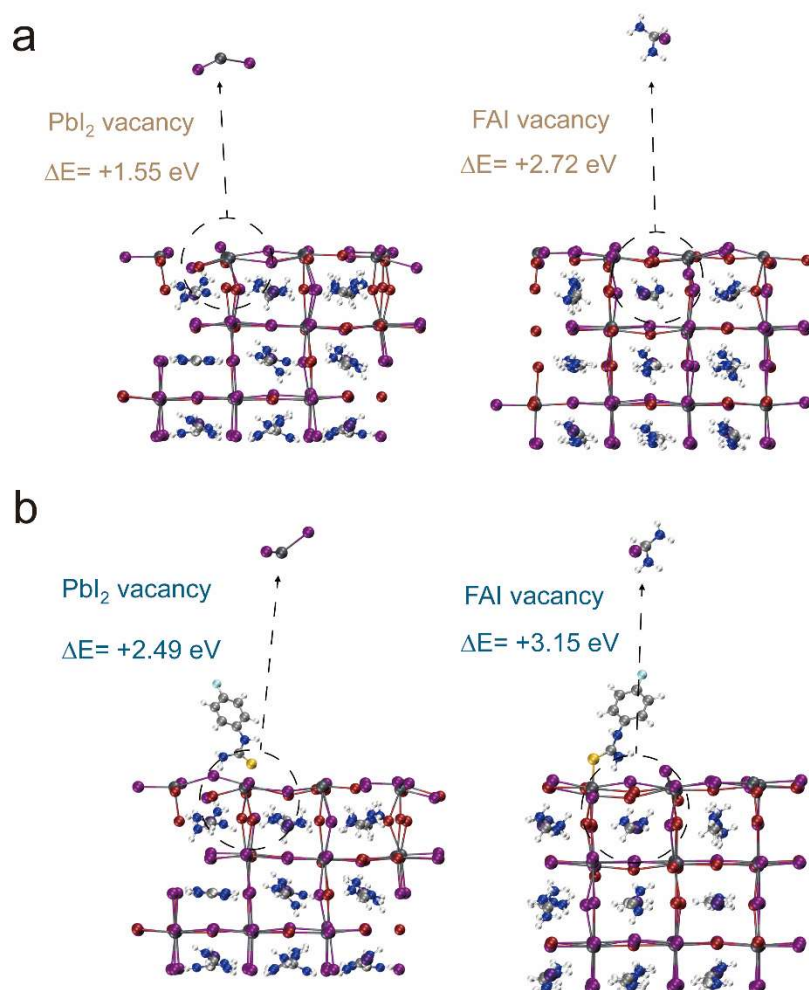 a
PbI₂ vacancy
ΔE= +1.55 eV
FAI vacancy
ΔE= +2.72 eV
b
PbI₂ vacancy
ΔE= +2.49 eV
FAI vacancy
ΔE= +3.15 eV